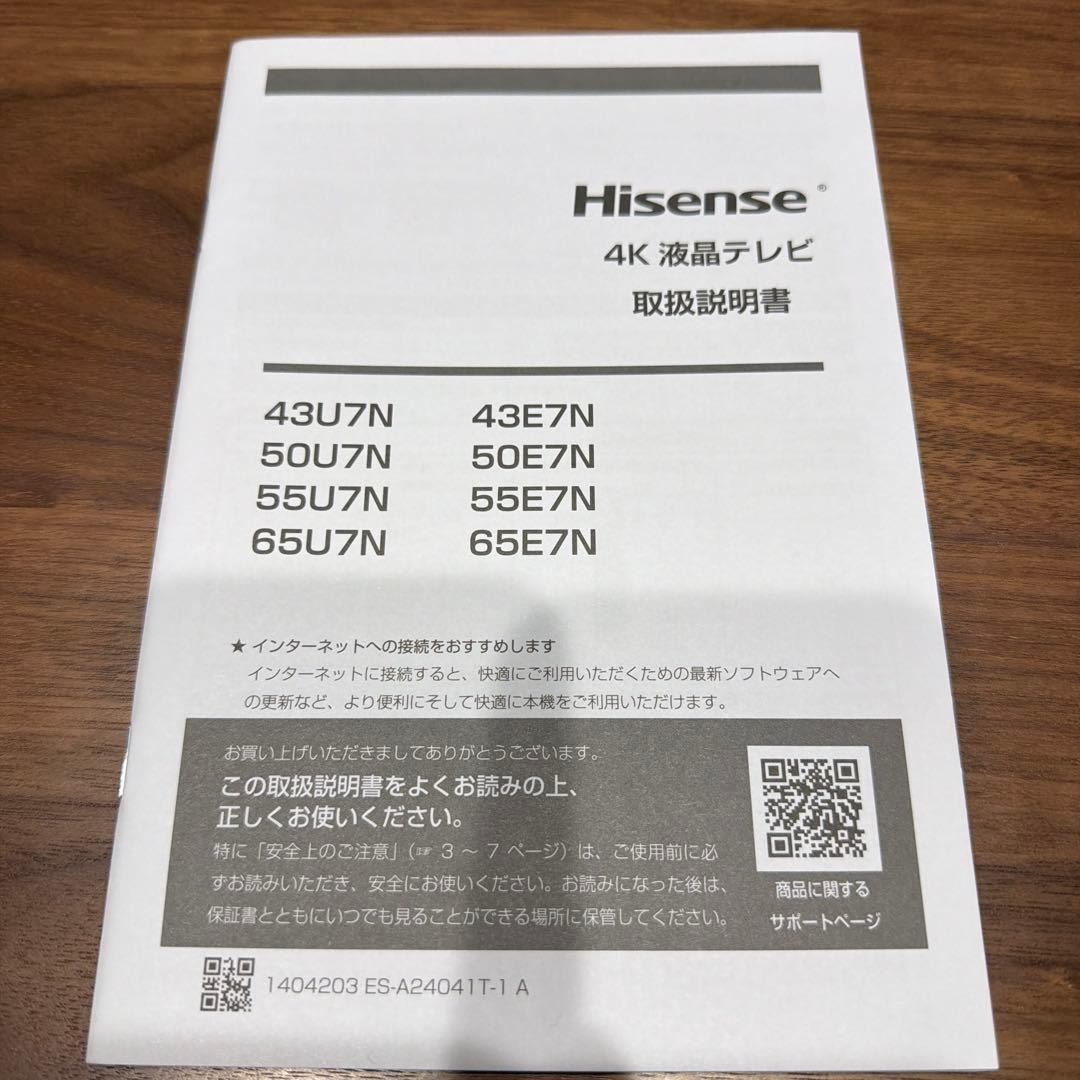 Hisense®
4K 液晶テレビ
取扱説明書
43U7N 43E7N
50U7N 50E7N
55U7N 55E7N
65U7N 65E7N
★ インターネットへの接続をおすすめします
インターネットに接続すると、快適にご利用いただくための最新ソフトウェアへ
の更新など、より便利にそして快適に本機をご利用いただけます。
お買い上げいただきましてありがとうございます。
この取扱説明書をよくお読みの上、
正しくお使いください。
特に「安全上のご注意」(☞ 3 ~ 7 ページ) は、ご使用前に必
ずお読みいただき、安全にお使いください。お読みになった後は、
保証書とともにいつでも見ることができる場所に保管してください。
商品に関する
サポートページ
1404203 ES-A24041T-1 A